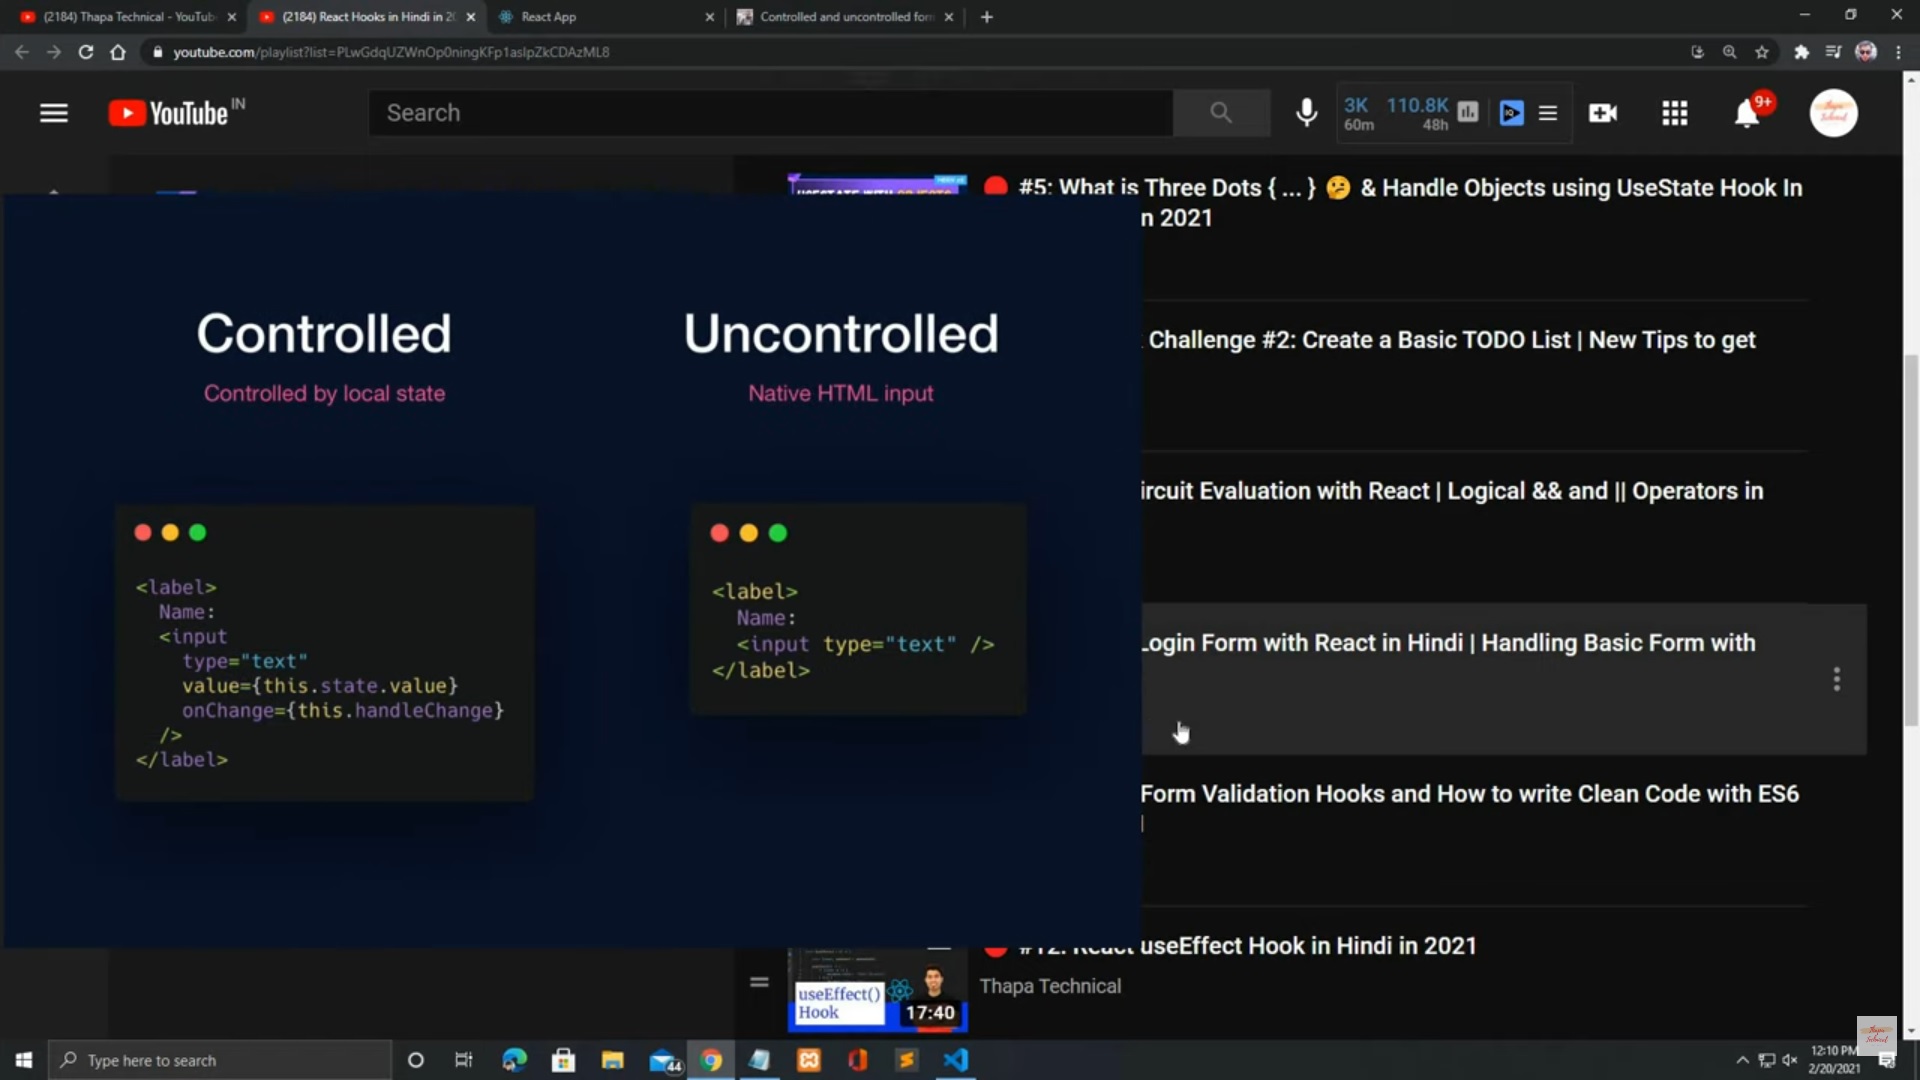 (2184) Thapa Technical - YouTub
(2184) React Hooks in Hindi in 2
React App
Controlled and uncontrolled for
youtube.com/playlist?list=PLwGdqUZWnOp0ningKFp1aslpZkCDAzML8
YouTube IN
Search
3K 110.8K
60m 48h
9+
#5: What is Three Dots { ... } 🤔 & Handle Objects using UseState Hook In
n 2021
Controlled
Controlled by local state
<label>
Name:
<input
type="text"
value={this.state.value}
onChange={this.handleChange}
/>
</label>
Uncontrolled
Native HTML input
<label>
Name:
<input type="text" />
</label>
Challenge #2: Create a Basic TODO List | New Tips to get
ircuit Evaluation with React | Logical && and || Operators in
Login Form with React in Hindi | Handling Basic Form with
Form Validation Hooks and How to write Clean Code with ES6
#12: React useEffect Hook in Hindi in 2021
Thapa Technical
useEffect()
Hook
17:40
Type here to search
44
12:10 PM
2/20/2021